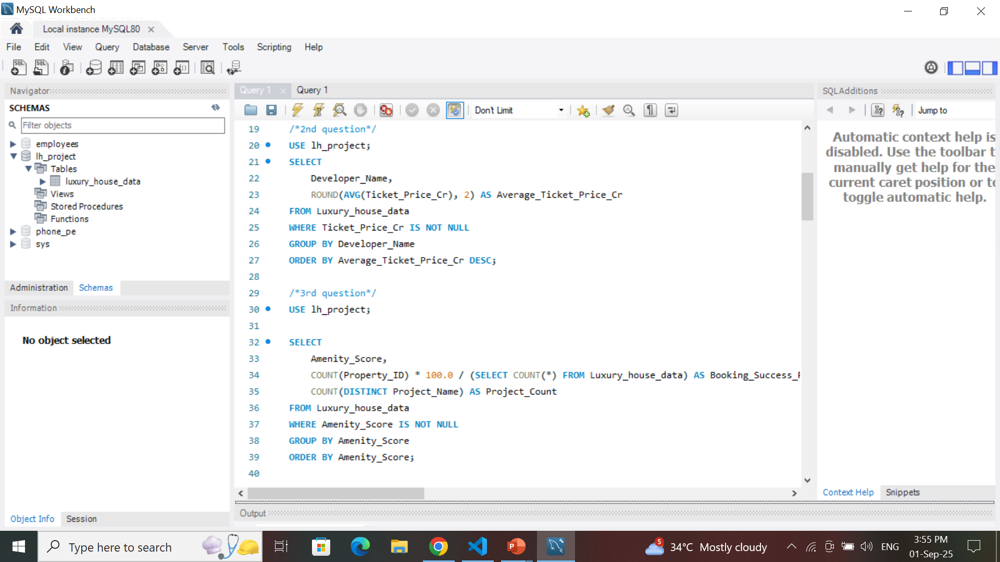 MySQL Workbench
Local instance MySQL80
File Edit View Query Database Server Tools Scripting Help
Navigator
SCHEMAS
Filter objects
employees
lh_project
Tables
luxury_house_data
Views
Stored Procedures
Functions
phone_pe
sys
Administration Schemas
Information
No object selected
Object Info Session
Query 1 Query 1
Don't Limit
19 /*2nd question*/
20 USE lh_project;
21 SELECT
22 Developer_Name,
23 ROUND(AVG(Ticket_Price_Cr), 2) AS Average_Ticket_Price_Cr
24 FROM Luxury_house_data
25 WHERE Ticket_Price_Cr IS NOT NULL
26 GROUP BY Developer_Name
27 ORDER BY Average_Ticket_Price_Cr DESC;
28
29 /*3rd question*/
30 USE lh_project;
31
32 SELECT
33 Amenity_Score,
34 COUNT(Property_ID) * 100.0 / (SELECT COUNT(*) FROM Luxury_house_data) AS Booking_Success_
35 COUNT(DISTINCT Project_Name) AS Project_Count
36 FROM Luxury_house_data
37 WHERE Amenity_Score IS NOT NULL
38 GROUP BY Amenity_Score
39 ORDER BY Amenity_Score;
40
Output
SQLAdditions
Jump to
Automatic context help is
disabled. Use the toolbar t
manually get help for the
current caret position or to
toggle automatic help.
Context Help Snippets
Type here to search
5
34°C Mostly cloudy
ENG
3:55 PM
01-Sep-25